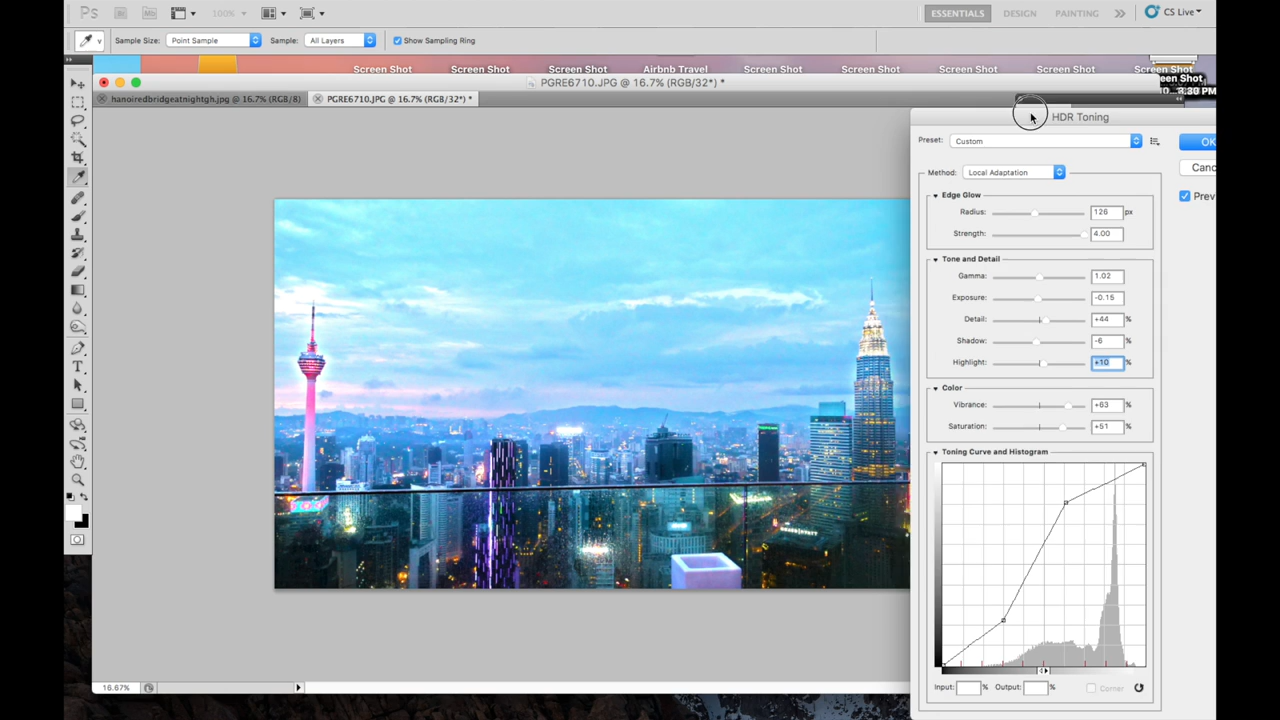 Ps Mb 100% ESSENTIALS DESIGN PAINTING CS Live
Sample Size: Point Sample Sample: All Layers Show Sampling Ring
Screen Shot Screen Shot Screen Shot Airbnb Travel Screen Shot Screen Shot Screen Shot Screen Shot Screen Shot
PGRE6710.JPG @ 16.7% (RGB/32*) *
hanoiredbridgeatnightgh.jpg @ 16.7% (RGB/8) PGRE6710.JPG @ 16.7% (RGB/32*) *
HDR Toning
Preset: Custom OK
Method: Local Adaptation Canc
Edge Glow Prev
Radius: 126 px
Strength: 4.00
Tone and Detail
Gamma: 1.02
Exposure: -0.15
Detail: +44 %
Shadow: -6 %
Highlight: +10 %
Color
Vibrance: +63 %
Saturation: +51 %
Toning Curve and Histogram
Input: % Output: % Corner
16.67%